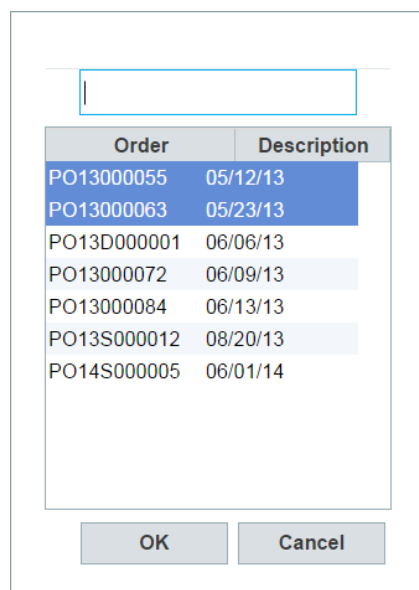 Order Description
PO13000055 05/12/13
PO13000063 05/23/13
PO13D000001 06/06/13
PO13000072 06/09/13
PO13000084 06/13/13
PO13S000012 08/20/13
PO14S000005 06/01/14
OK Cancel